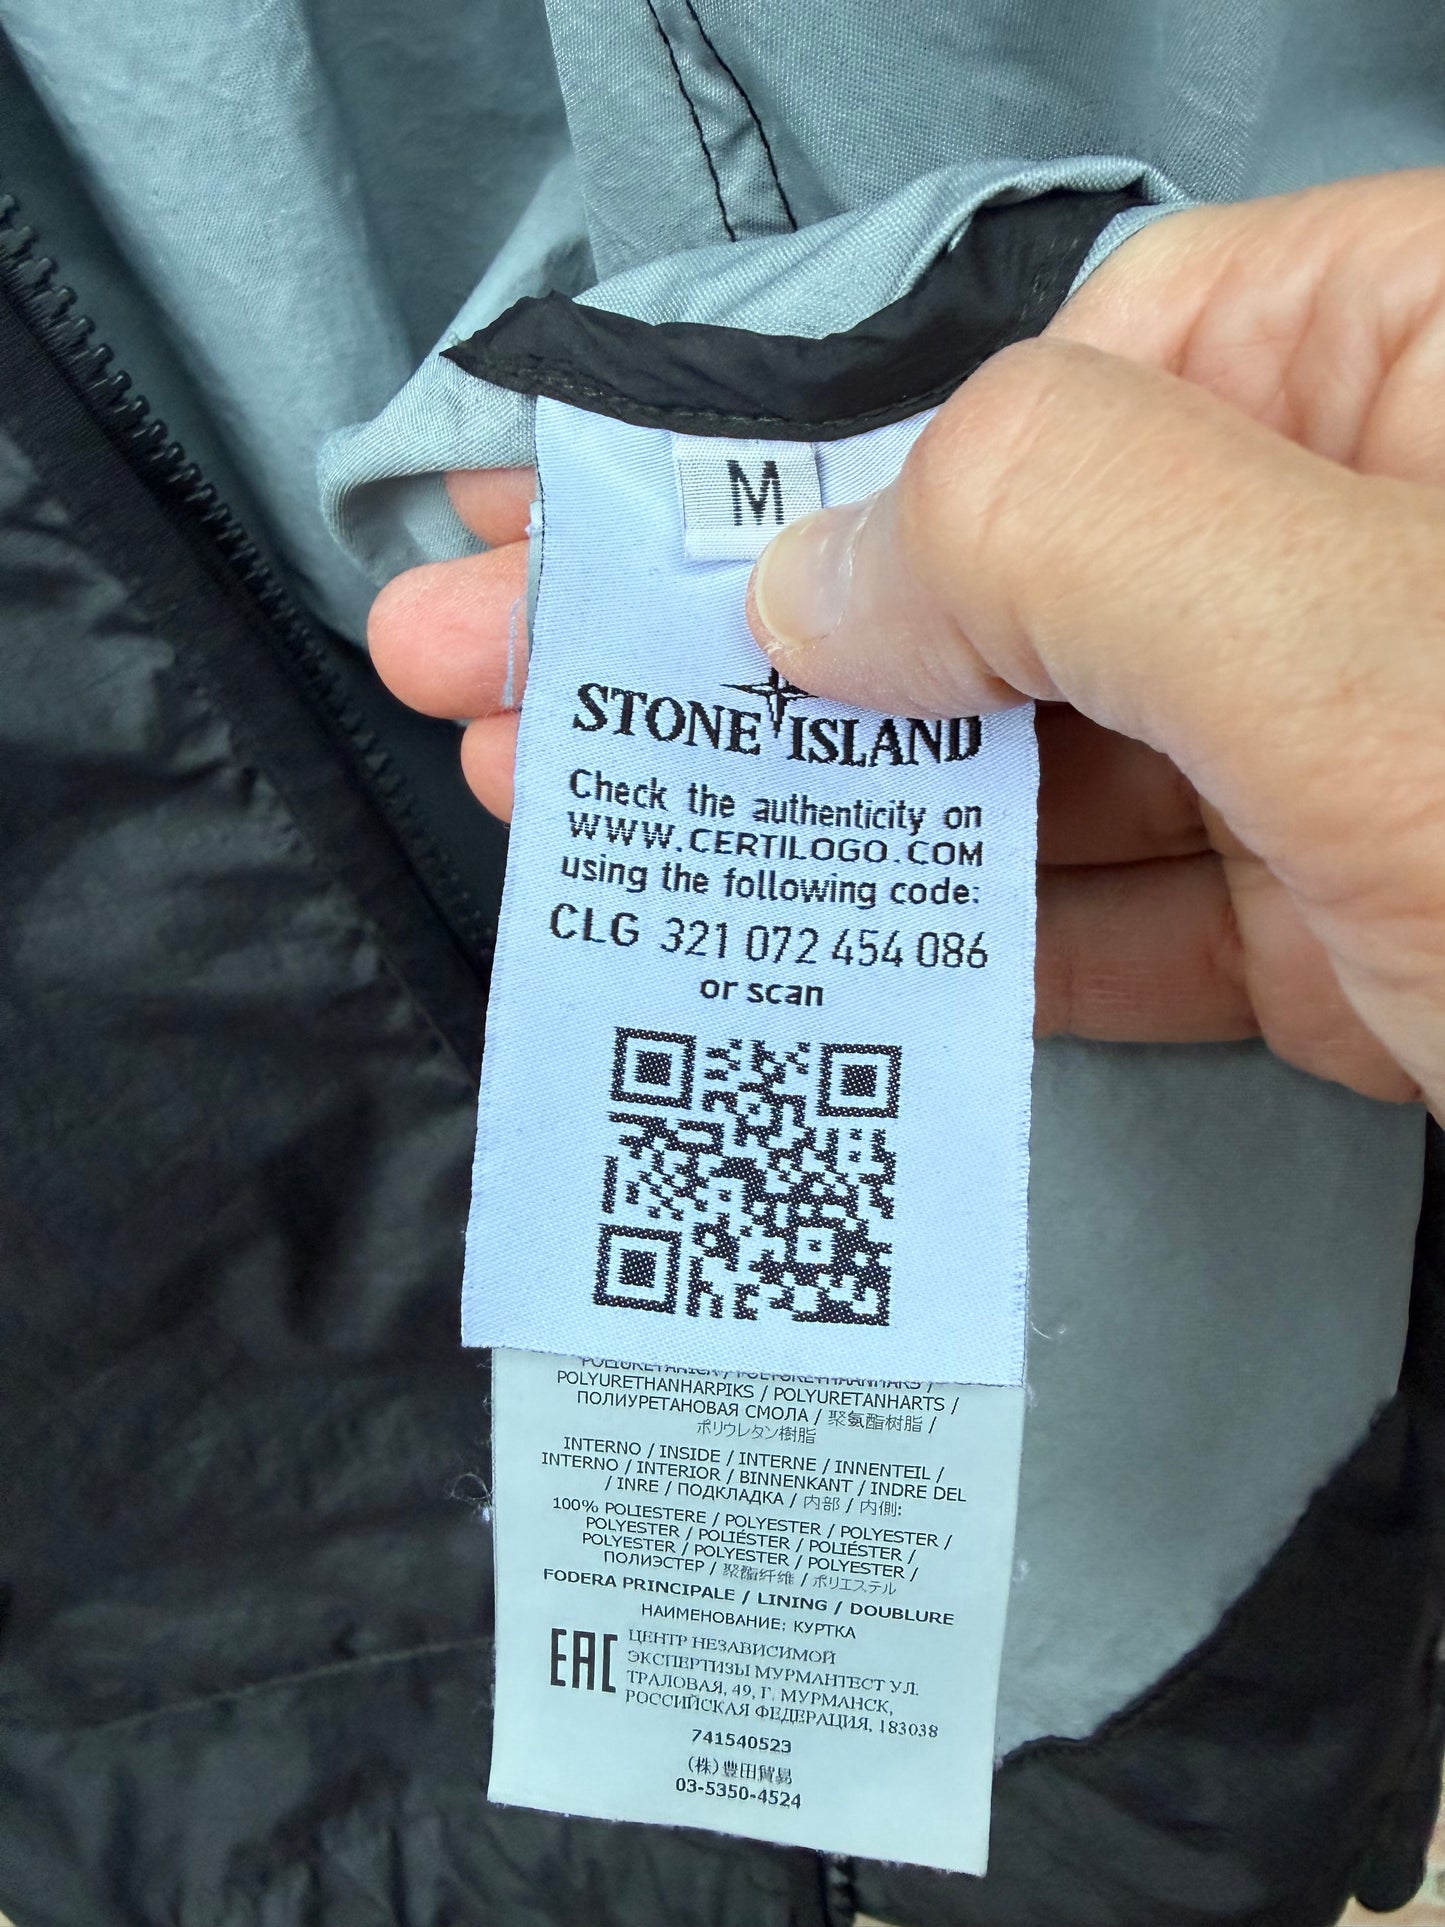 M
STONE ISLAND
Check the authenticity on
WWW.CERTILOGO.COM
using the following code:
CLG 321 072 454 086
or scan
POLYURETHANHARPIKS / POLYURETANHARTS /
ПОЛИУРЕТАНОВАЯ СМОЛА / 聚氨酯树脂 /
ポリウレタン樹脂
INTERNO / INSIDE / INTERNE / INNENTEIL /
INTERNO / INTERIOR / BINNENKANT / INDRE DEL
/ INRE / ПОДКЛАДКА / 内部 / 内側:
100% POLIESTERE / POLYESTER / POLYESTER /
POLYESTER / POLIÉSTER / POLIÉSTER /
POLYESTER / POLYESTER / POLYESTER /
ПОЛИЭСТЕР / 聚酯纤维 / ポリエステル
FODERA PRINCIPALE / LINING / DOUBLURE
НАИМЕНОВАНИЕ: КУРТКА
EAC
ЦЕНТР НЕЗАВИСИМОЙ
ЭКСПЕРТИЗЫ МУРМАНТЕСТ УЛ.
ТРАЛОВАЯ, 49, Г. МУРМАНСК,
РОССИЙСКАЯ ФЕДЕРАЦИЯ, 183038
741540523
(株)豊田貿易
03-5350-4524